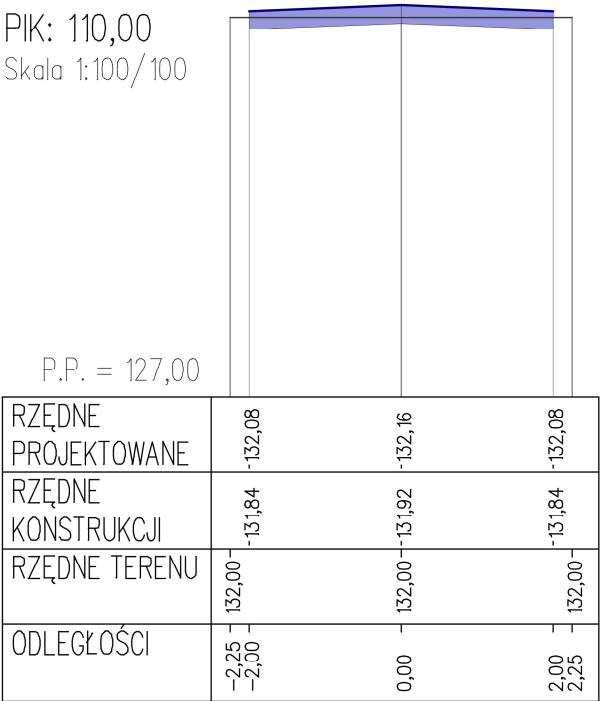 PIK: 110,00
Skala 1:100/100
P.P. = 127,00
RZĘDNE
PROJEKTOWANE
132,08
132,16
132,08
RZĘDNE
KONSTRUKCJI
131,84
131,92
131,84
RZĘDNE TERENU
132,00
132,00
132,00
ODLEGŁOŚCI
-2,25
-2,00
0,00
2,00
2,25